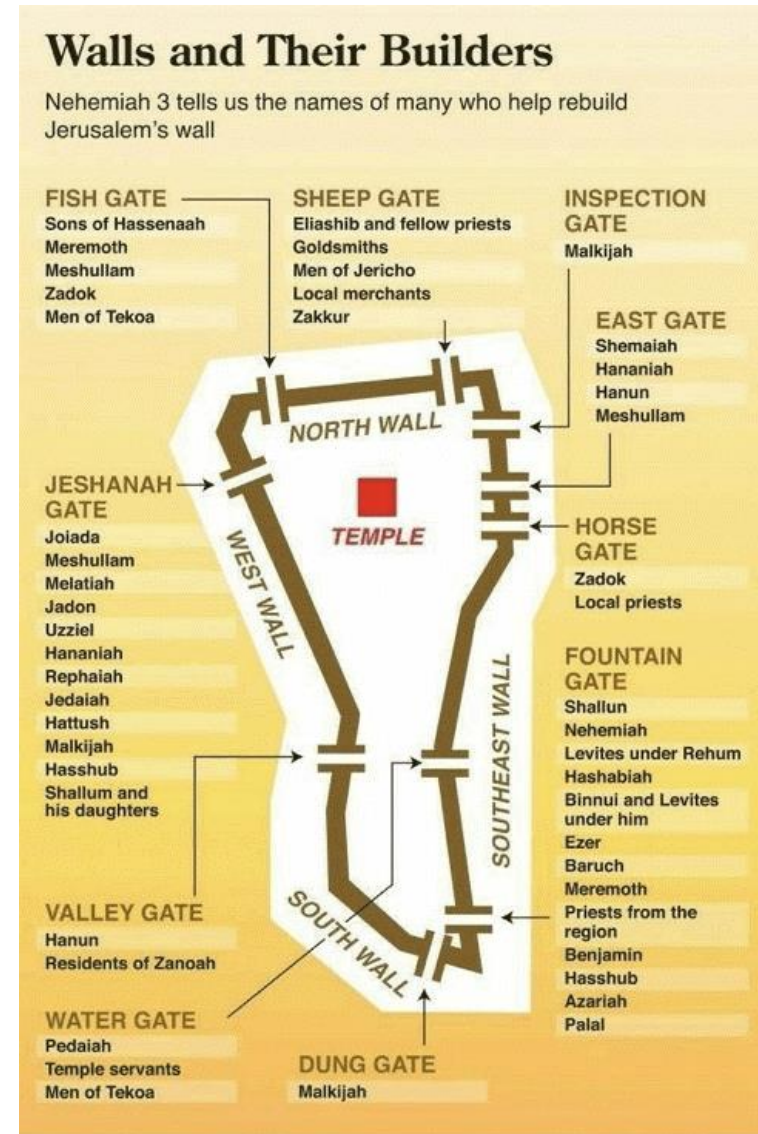 Walls and Their Builders
Nehemiah 3 tells us the names of many who help rebuild
Jerusalem's wall
FISH GATE
Sons of Hassenaah
Meremoth
Meshullam
Zadok
Men of Tekoa
SHEEP GATE
Eliashib and fellow priests
Goldsmiths
Men of Jericho
Local merchants
Zakkur
INSPECTION
GATE
Malkijah
EAST GATE
Shemaiah
Hananiah
Hanun
Meshullam
NORTH WALL
TEMPLE
JESHANAH
GATE
Joiada
Meshullam
Melatiah
Jadon
Uzziel
Hananiah
Rephaiah
Jedaiah
Hattush
Malkijah
Hasshub
Shallum and
his daughters
WEST WALL
HORSE
GATE
Zadok
Local priests
SOUTHEAST WALL
FOUNTAIN
GATE
Shallun
Nehemiah
Levites under Rehum
Hashabiah
Binnui and Levites
under him
Ezer
Baruch
Meremoth
Priests from the
region
Benjamin
Hasshub
Azariah
Palal
VALLEY GATE
Hanun
Residents of Zanoah
SOUTH WALL
WATER GATE
Pedaiah
Temple servants
Men of Tekoa
DUNG GATE
Malkijah